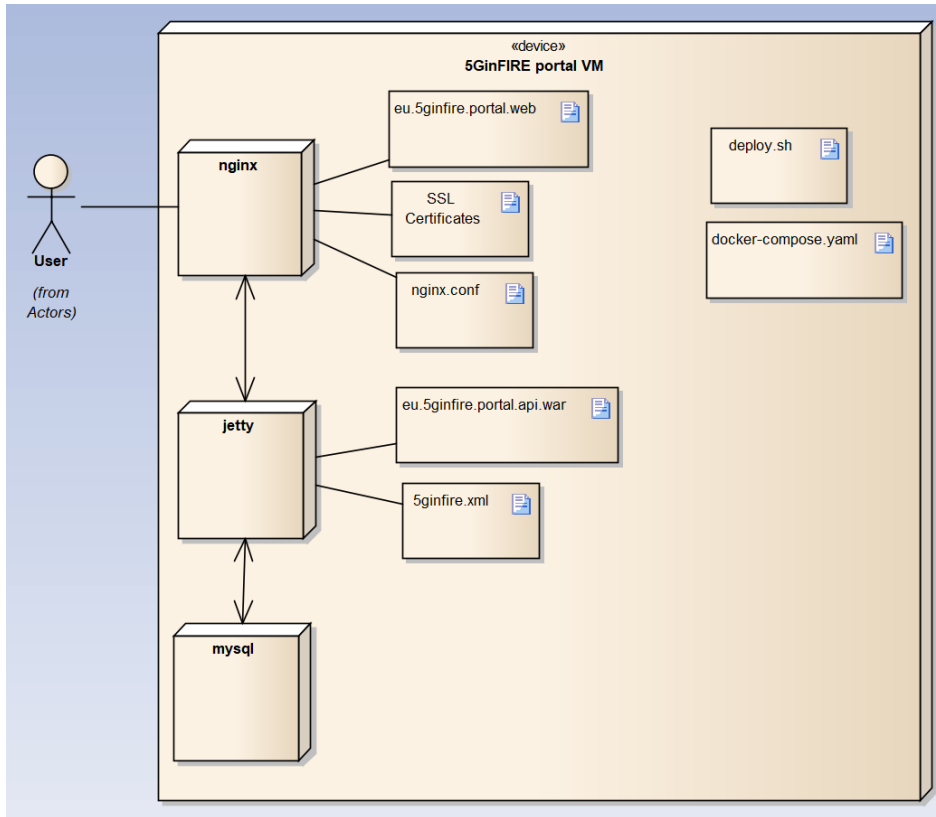 «device»
5GinFIRE portal VM
eu.5ginfire.portal.web
nginx
deploy.sh
SSL
Certificates
docker-compose.yaml
User
(from
Actors)
nginx.conf
eu.5ginfire.portal.api.war
jetty
5ginfire.xml
mysql